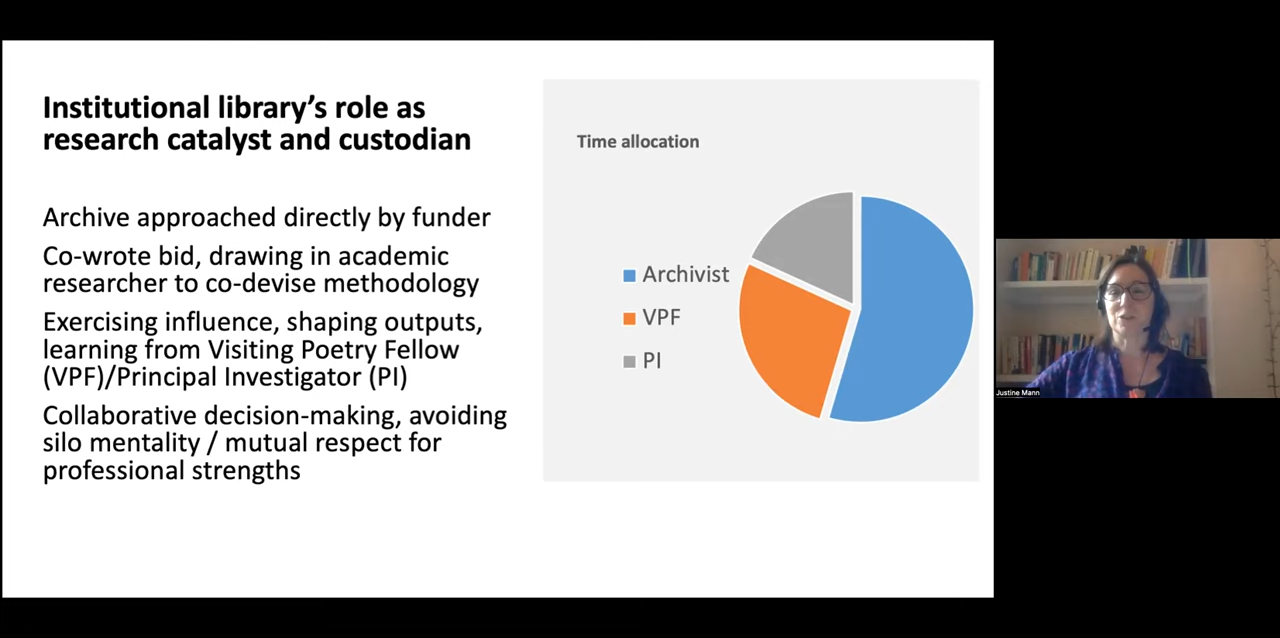 Institutional library’s role as
research catalyst and custodian
Archive approached directly by funder
Co-wrote bid, drawing in academic
researcher to co-devise methodology
Exercising influence, shaping outputs,
learning from Visiting Poetry Fellow
(VPF)/Principal Investigator (PI)
Collaborative decision-making, avoiding
silo mentality / mutual respect for
professional strengths
Time allocation
Archivist
VPF
PI
Justine Mann